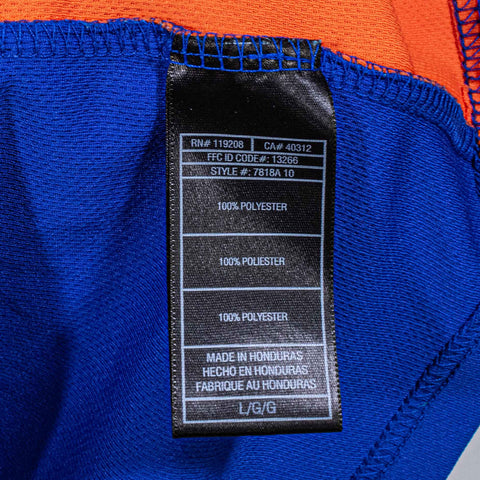 RN# 119208 CA# 40312
FFC ID CODE#: 13266
STYLE #: 7818A 10
100% POLYESTER
100% POLIESTER
100% POLYESTER
MADE IN HONDURAS
HECHO EN HONDURAS
FABRIQUE AU HONDURAS
L/G/G